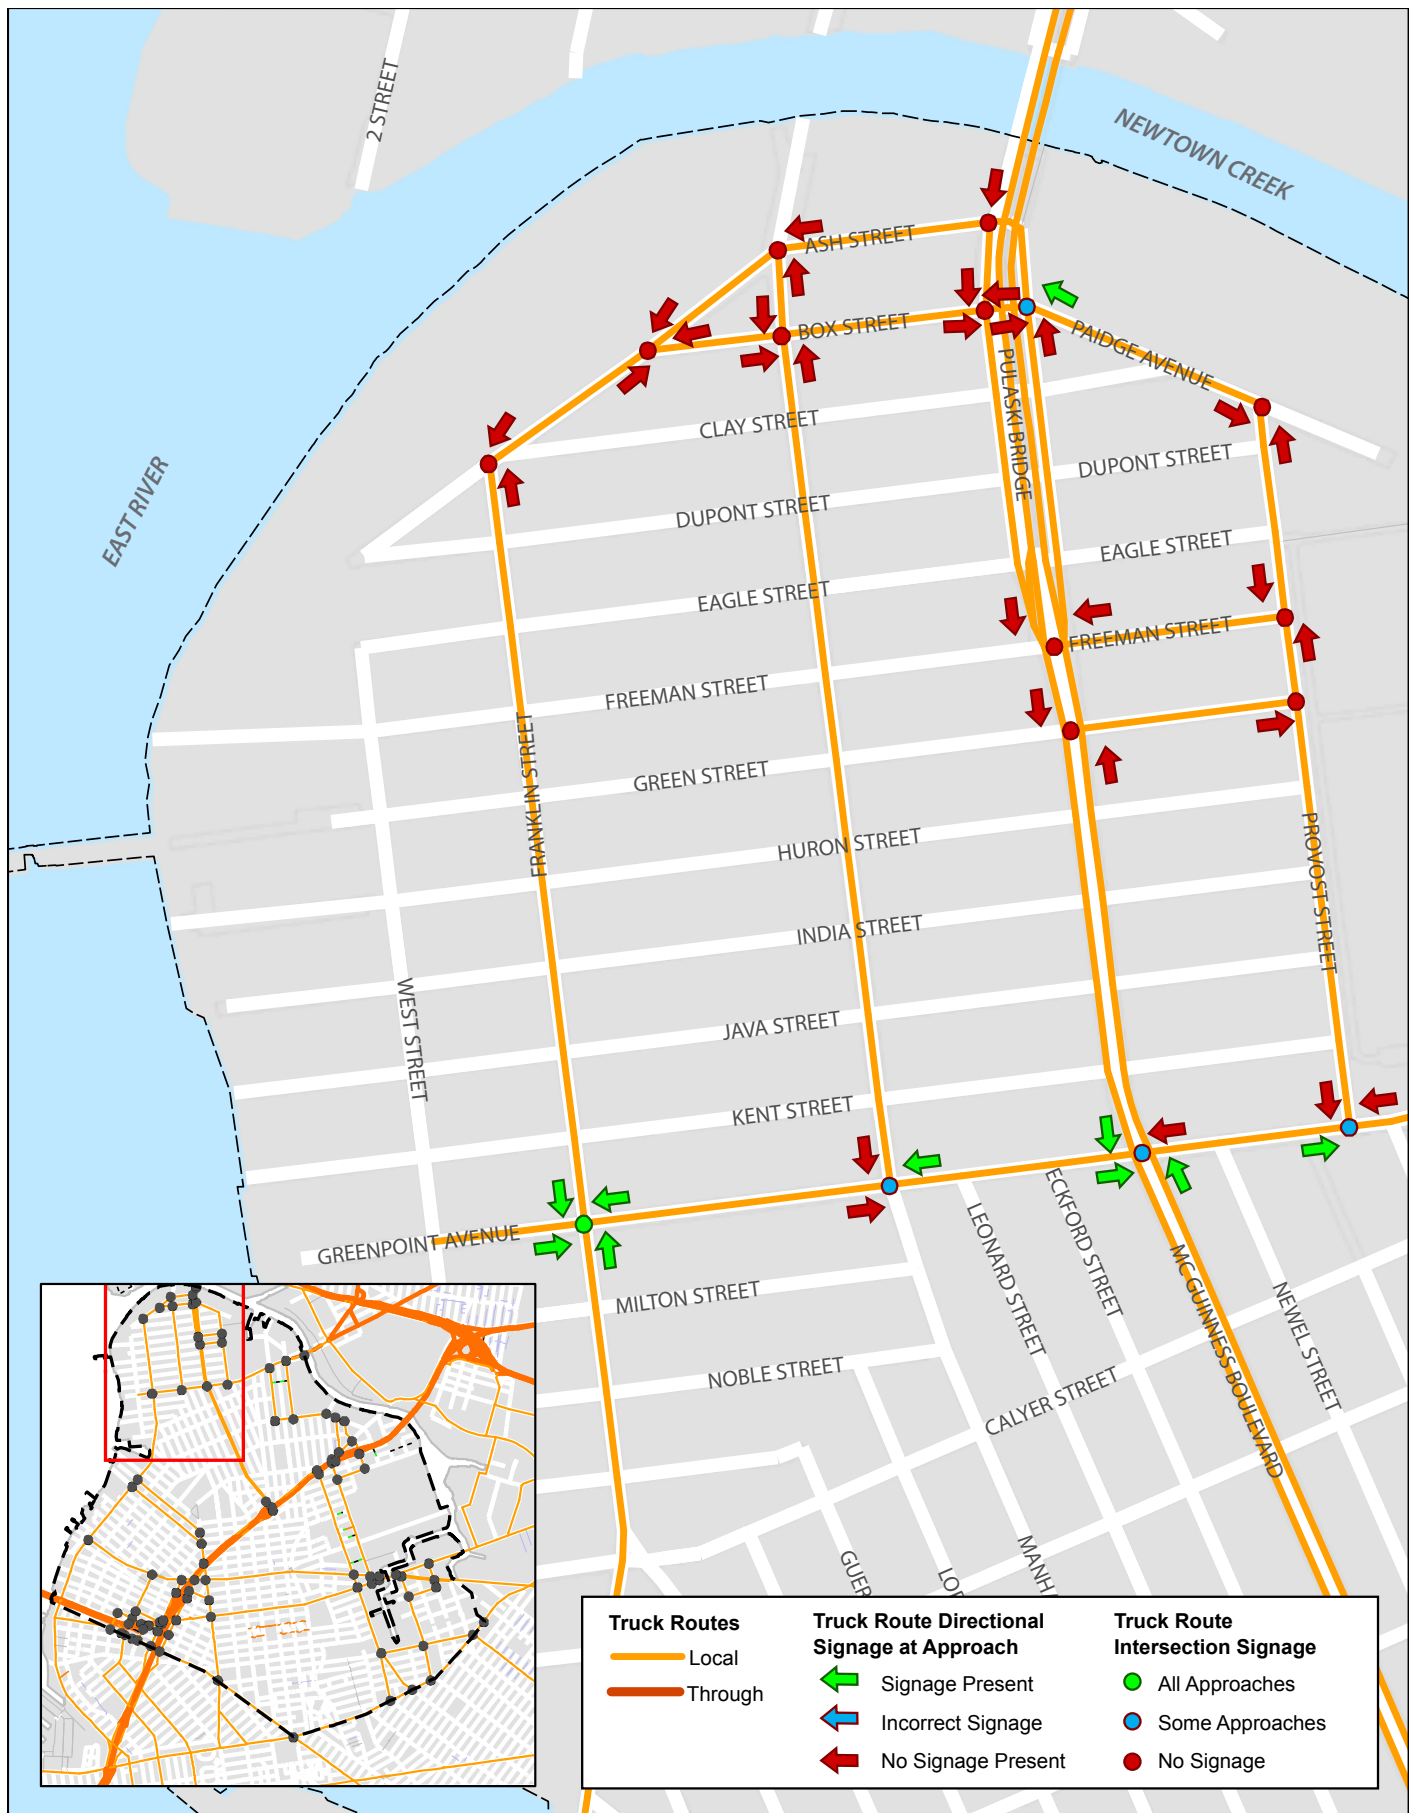 2 STREET
NEWTOWN CREEK
ASH STREET
BOX STREET
PAIDGE AVENUE
PULASKI BRIDGE
CLAY STREET
DUPONT STREET
DUPONT STREET
EAST RIVER
EAGLE STREET
EAGLE STREET
FREEMAN STREET
FREEMAN STREET
FRANKLIN STREET
GREEN STREET
HURON STREET
PROVOST STREET
INDIA STREET
WEST STREET
JAVA STREET
KENT STREET
GREENPOINT AVENUE
LEONARD STREET
ECKFORD STREET
MC GUINNESS BOULEVARD
NEWEL STREET
MILTON STREET
NOBLE STREET
CALYER STREET
GUER
LOR
MANH
Truck Routes
Local
Through
Truck Route Directional
Signage at Approach
Signage Present
Incorrect Signage
No Signage Present
Truck Route
Intersection Signage
All Approaches
Some Approaches
No Signage